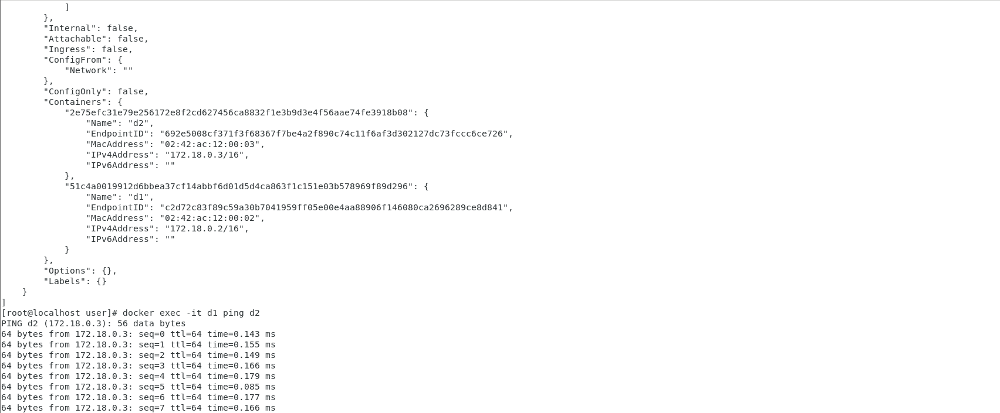 ]
        },
        "Internal": false,
        "Attachable": false,
        "Ingress": false,
        "ConfigFrom": {
            "Network": ""
        },
        "ConfigOnly": false,
        "Containers": {
            "2e75efc31e79e256172e8f2cd627456ca8832f1e3b9d3e4f56aae74fe3918b08": {
                "Name": "d2",
                "EndpointID": "692e5008cf371f3f68367f7be4a2f890c74c11f6af3d302127dc73fccc6ce726",
                "MacAddress": "02:42:ac:12:00:03",
                "IPv4Address": "172.18.0.3/16",
                "IPv6Address": ""
            },
            "51c4a0019912d6bbea37cf14abbf6d01d5d4ca863f1c151e03b578969f89d296": {
                "Name": "d1",
                "EndpointID": "c2d72c83f89c59a30b7041959ff05e00e4aa88906f146080ca2696289ce8d841",
                "MacAddress": "02:42:ac:12:00:02",
                "IPv4Address": "172.18.0.2/16",
                "IPv6Address": ""
            }
        },
        "Options": {},
        "Labels": {}
    }
]
[root@localhost user]# docker exec -it d1 ping d2
PING d2 (172.18.0.3): 56 data bytes
64 bytes from 172.18.0.3: seq=0 ttl=64 time=0.143 ms
64 bytes from 172.18.0.3: seq=1 ttl=64 time=0.155 ms
64 bytes from 172.18.0.3: seq=2 ttl=64 time=0.149 ms
64 bytes from 172.18.0.3: seq=3 ttl=64 time=0.166 ms
64 bytes from 172.18.0.3: seq=4 ttl=64 time=0.179 ms
64 bytes from 172.18.0.3: seq=5 ttl=64 time=0.085 ms
64 bytes from 172.18.0.3: seq=6 ttl=64 time=0.177 ms
64 bytes from 172.18.0.3: seq=7 ttl=64 time=0.166 ms